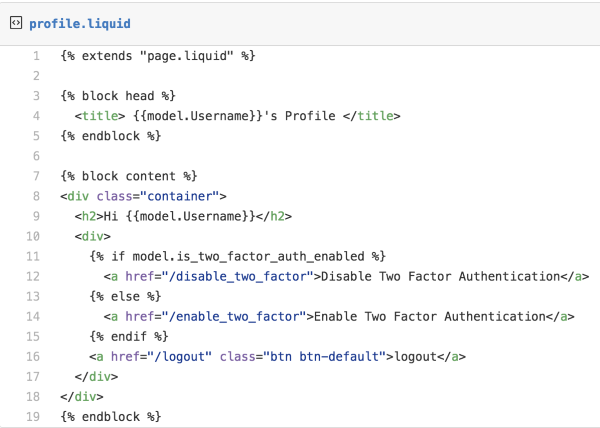 profile.liquid
1 {% extends "page.liquid" %}
2
3 {% block head %}
4   <title> {{model.Username}}'s Profile </title>
5 {% endblock %}
6
7 {% block content %}
8 <div class="container">
9   <h2>Hi {{model.Username}}</h2>
10   <div>
11     {% if model.is_two_factor_auth_enabled %}
12       <a href="/disable_two_factor">Disable Two Factor Authentication</a>
13     {% else %}
14       <a href="/enable_two_factor">Enable Two Factor Authentication</a>
15     {% endif %}
16     <a href="/logout" class="btn btn-default">logout</a>
17   </div>
18 </div>
19 {% endblock %}